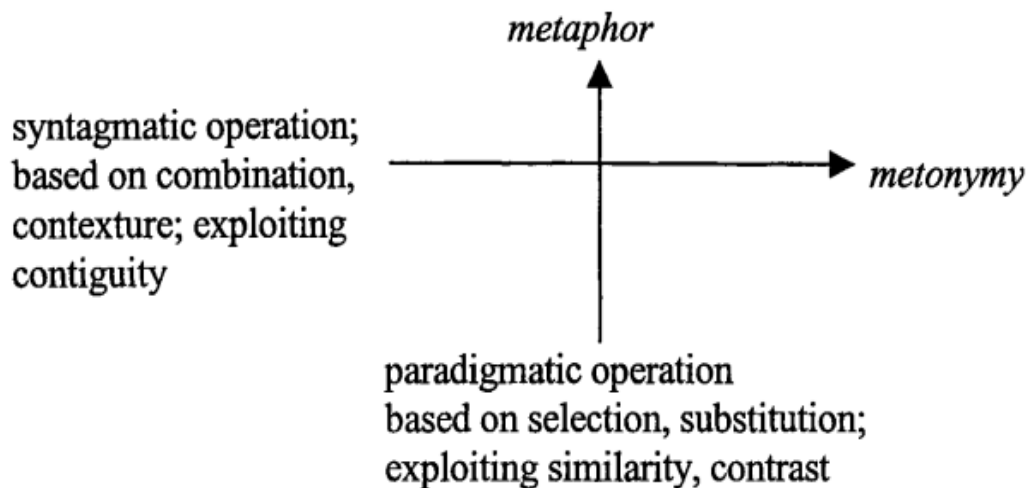 metaphor
syntagmatic operation;
based on combination,
contexture; exploiting
contiguity
metonymy
paradigmatic operation
based on selection, substitution;
exploiting similarity, contrast